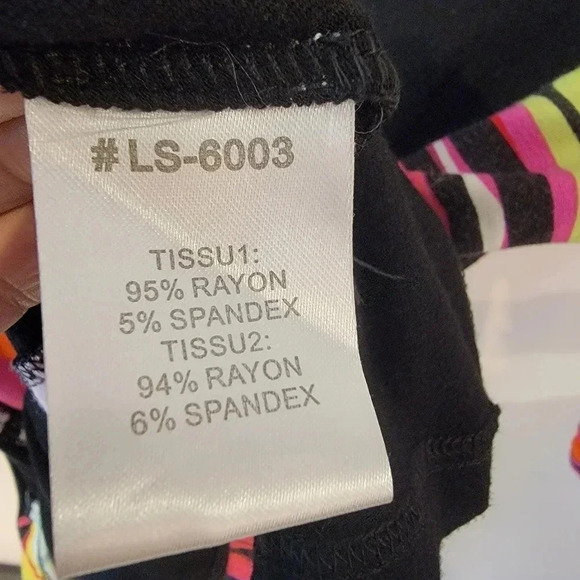 #LS-6003
TISSU1:
95% RAYON
5% SPANDEX
TISSU2:
94% RAYON
6% SPANDEX